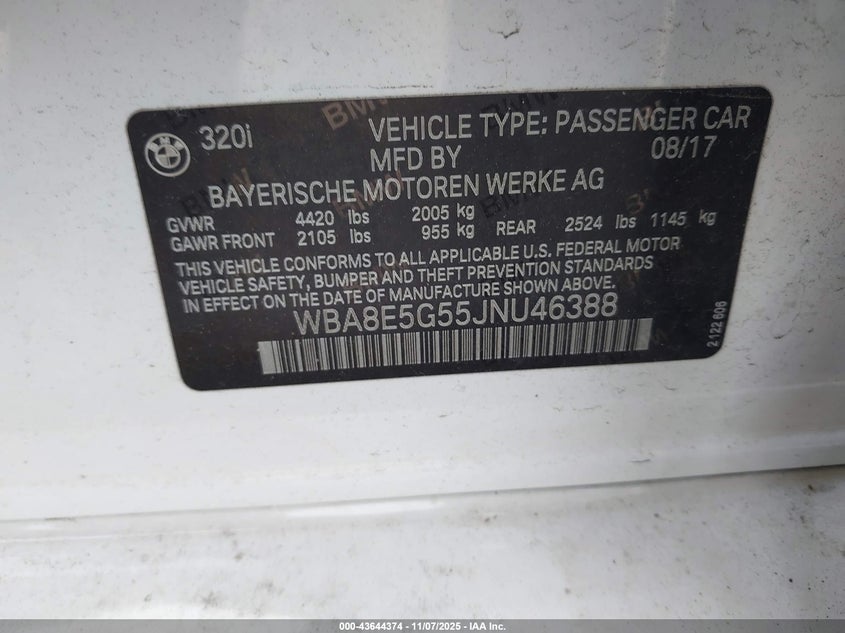 320i
VEHICLE TYPE: PASSENGER CAR
MFD BY
08/17
BAYERISCHE MOTOREN WERKE AG
GVWR 4420 lbs 2005 kg
GAWR FRONT 2105 lbs 955 kg REAR 2524 lbs 1145 kg
THIS VEHICLE CONFORMS TO ALL APPLICABLE U.S. FEDERAL MOTOR
VEHICLE SAFETY, BUMPER AND THEFT PREVENTION STANDARDS
IN EFFECT ON THE DATE OF MANUFACTURE SHOWN ABOVE.
WBA8E5G55JNU46388
2 122 606
000-43644374 - 11/07/2025 - IAA Inc.